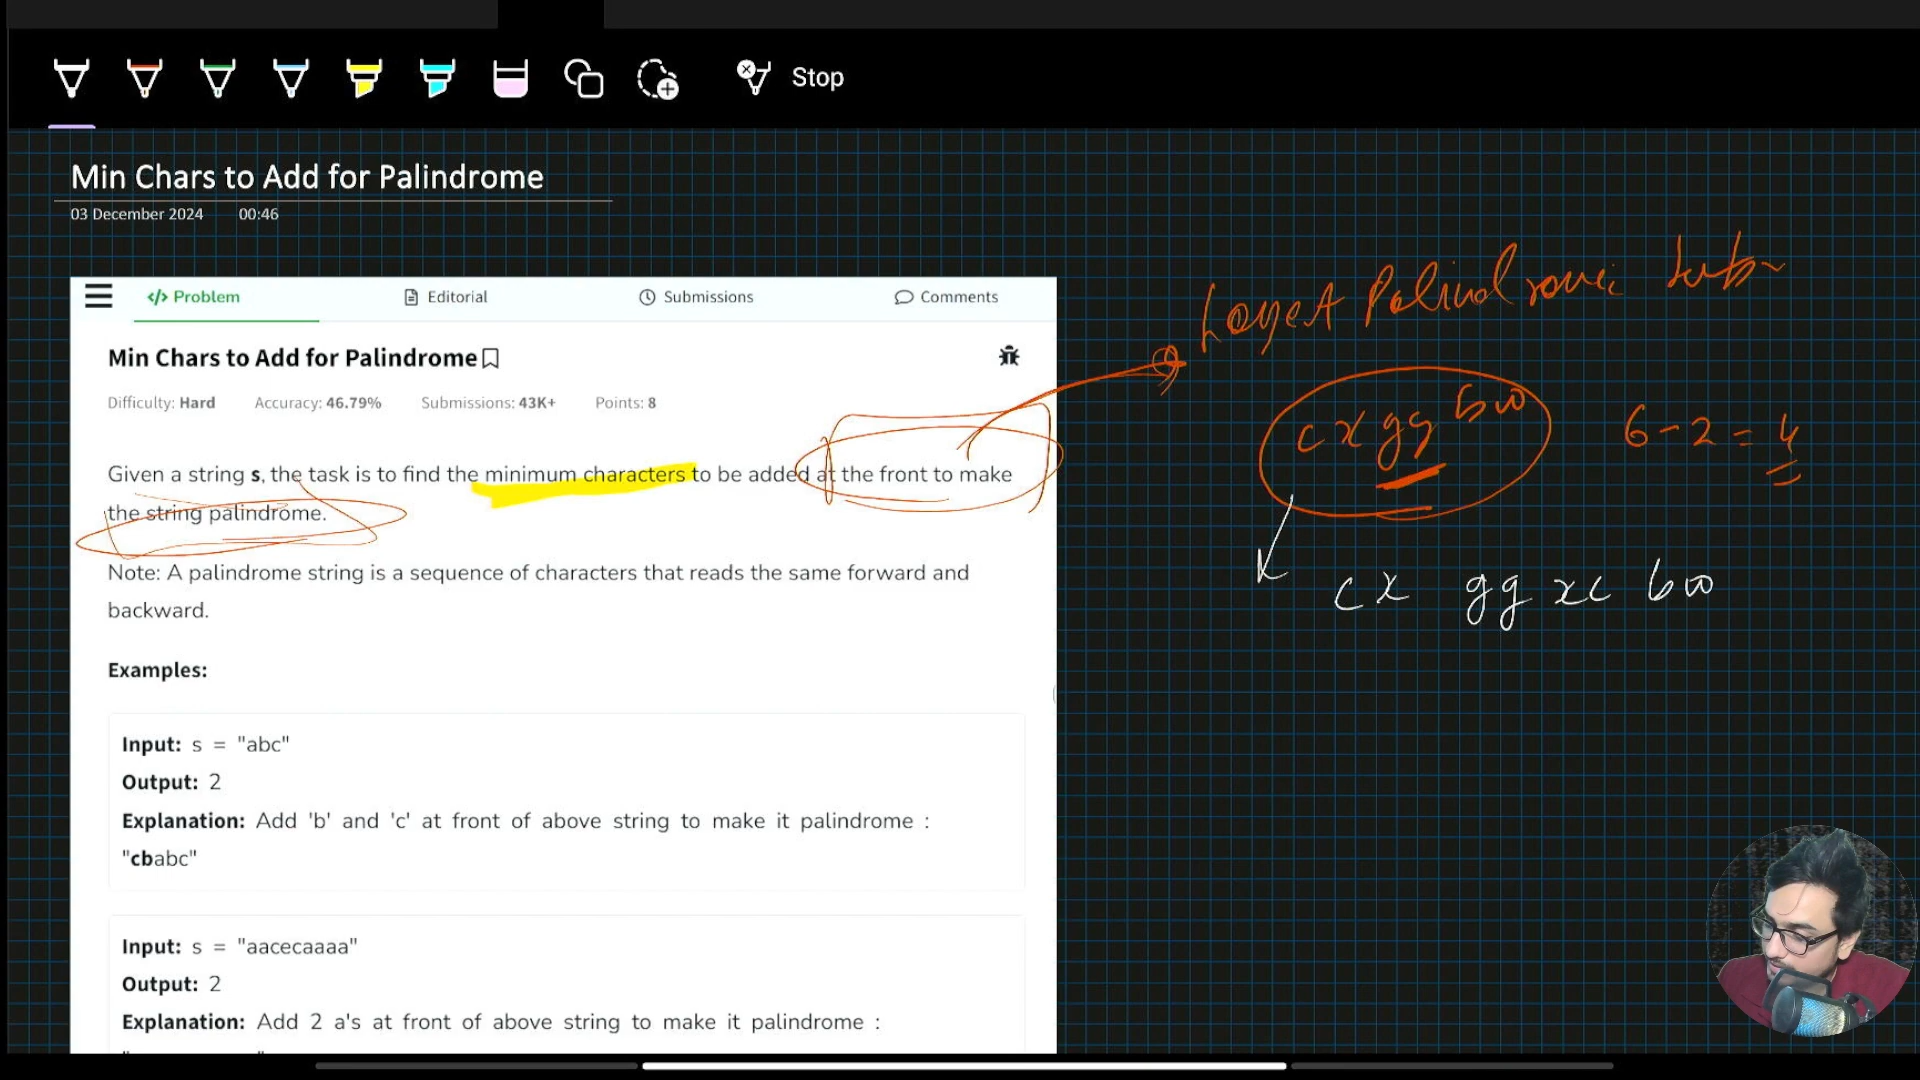 Stop
Min Chars to Add for Palindrome
03 December 2024 00:46
</> Problem Editorial Submissions Comments
Min Chars to Add for Palindrome
Difficulty: Hard Accuracy: 46.79% Submissions: 43K+ Points: 8
Given a string s, the task is to find the minimum characters to be added at the front to make
the string palindrome.
Note: A palindrome string is a sequence of characters that reads the same forward and
backward.
Examples:
Input: s = "abc"
Output: 2
Explanation: Add 'b' and 'c' at front of above string to make it palindrome :
"cbabc"
Input: s = "aacecaaaa"
Output: 2
Explanation: Add 2 a's at front of above string to make it palindrome :
Palindromic
cxggbw 6-2=4
cx gg xc bw